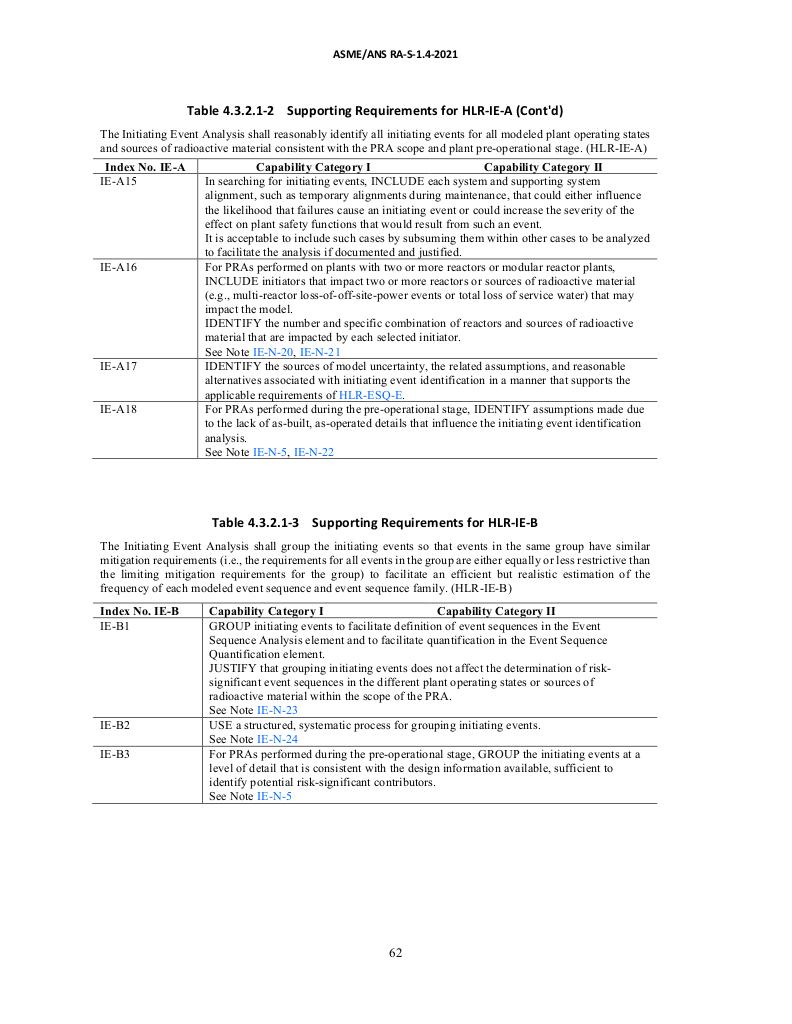 ASME/ANS RA-S-1.4-2021
Table 4.3.2.1-2 Supporting Requirements for HLR-IE-A (Cont'd)
The Initiating Event Analysis shall reasonably identify all initiating events for all modeled plant operating states
and sources of radioactive material consistent with the PRA scope and plant pre-operational stage. (HLR-IE-A)
Index No. IE-A Capability Category I Capability Category II
IE-A15 In searching for initiating events, INCLUDE each system and supporting system
alignment, such as temporary alignments during maintenance, that could either influence
the likelihood that failures cause an initiating event or could increase the severity of the
effect on plant safety functions that would result from such an event.
It is acceptable to include such cases by subsuming them within other cases to be analyzed
to facilitate the analysis if documented and justified.
IE-A16 For PRAs performed on plants with two or more reactors or modular reactor plants,
INCLUDE initiators that impact two or more reactors or sources of radioactive material
(e.g., multi-reactor loss-of-off-site-power events or total loss of service water) that may
impact the model.
IDENTIFY the number and specific combination of reactors and sources of radioactive
material that are impacted by each selected initiator.
See Note IE-N-20, IE-N-21
IE-A17 IDENTIFY the sources of model uncertainty, the related assumptions, and reasonable
alternatives associated with initiating event identification in a manner that supports the
applicable requirements of HLR-ESQ-E.
IE-A18 For PRAs performed during the pre-operational stage, IDENTIFY assumptions made due
to the lack of as-built, as-operated details that influence the initiating event identification
analysis.
See Note IE-N-5, IE-N-22
Table 4.3.2.1-3 Supporting Requirements for HLR-IE-B
The Initiating Event Analysis shall group the initiating events so that events in the same group have similar
mitigation requirements (i.e., the requirements for all events in the group are either equally or less restrictive than
the limiting mitigation requirements for the group) to facilitate an efficient but realistic estimation of the
frequency of each modeled event sequence and event sequence family. (HLR-IE-B)
Index No. IE-B Capability Category I Capability Category II
IE-B1 GROUP initiating events to facilitate definition of event sequences in the Event
Sequence Analysis element and to facilitate quantification in the Event Sequence
Quantification element.
JUSTIFY that grouping initiating events does not affect the determination of risk-
significant event sequences in the different plant operating states or sources of
radioactive material within the scope of the PRA.
See Note IE-N-23
IE-B2 USE a structured, systematic process for grouping initiating events.
See Note IE-N-24
IE-B3 For PRAs performed during the pre-operational stage, GROUP the initiating events at a
level of detail that is consistent with the design information available, sufficient to
identify potential risk-significant contributors.
See Note IE-N-5
62